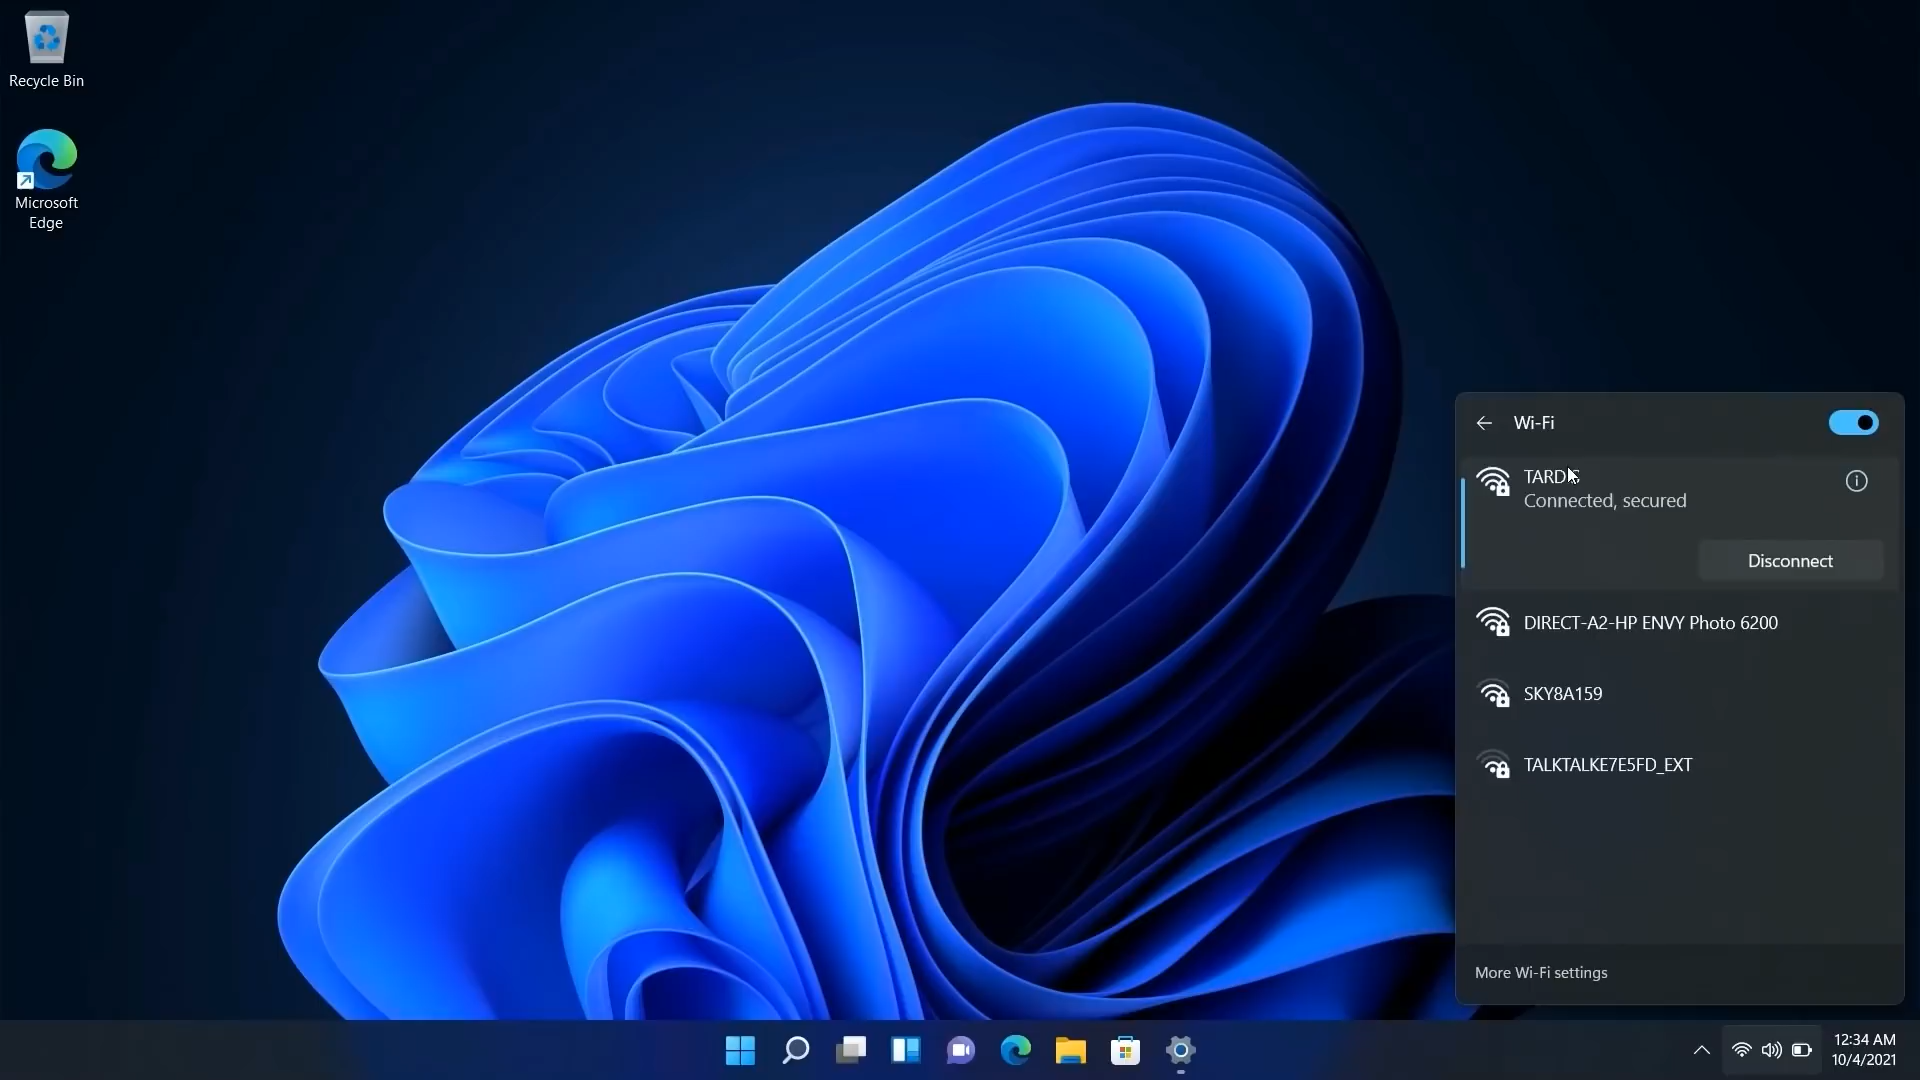 Recycle Bin
Microsoft
Edge
Wi-Fi
Connected, secured
Disconnect
DIRECT-A2-HP ENVY Photo 6200
SKY8A159
TALKTALKE7E5FD_EXT
More Wi-Fi settings
12:34 AM
10/4/2021